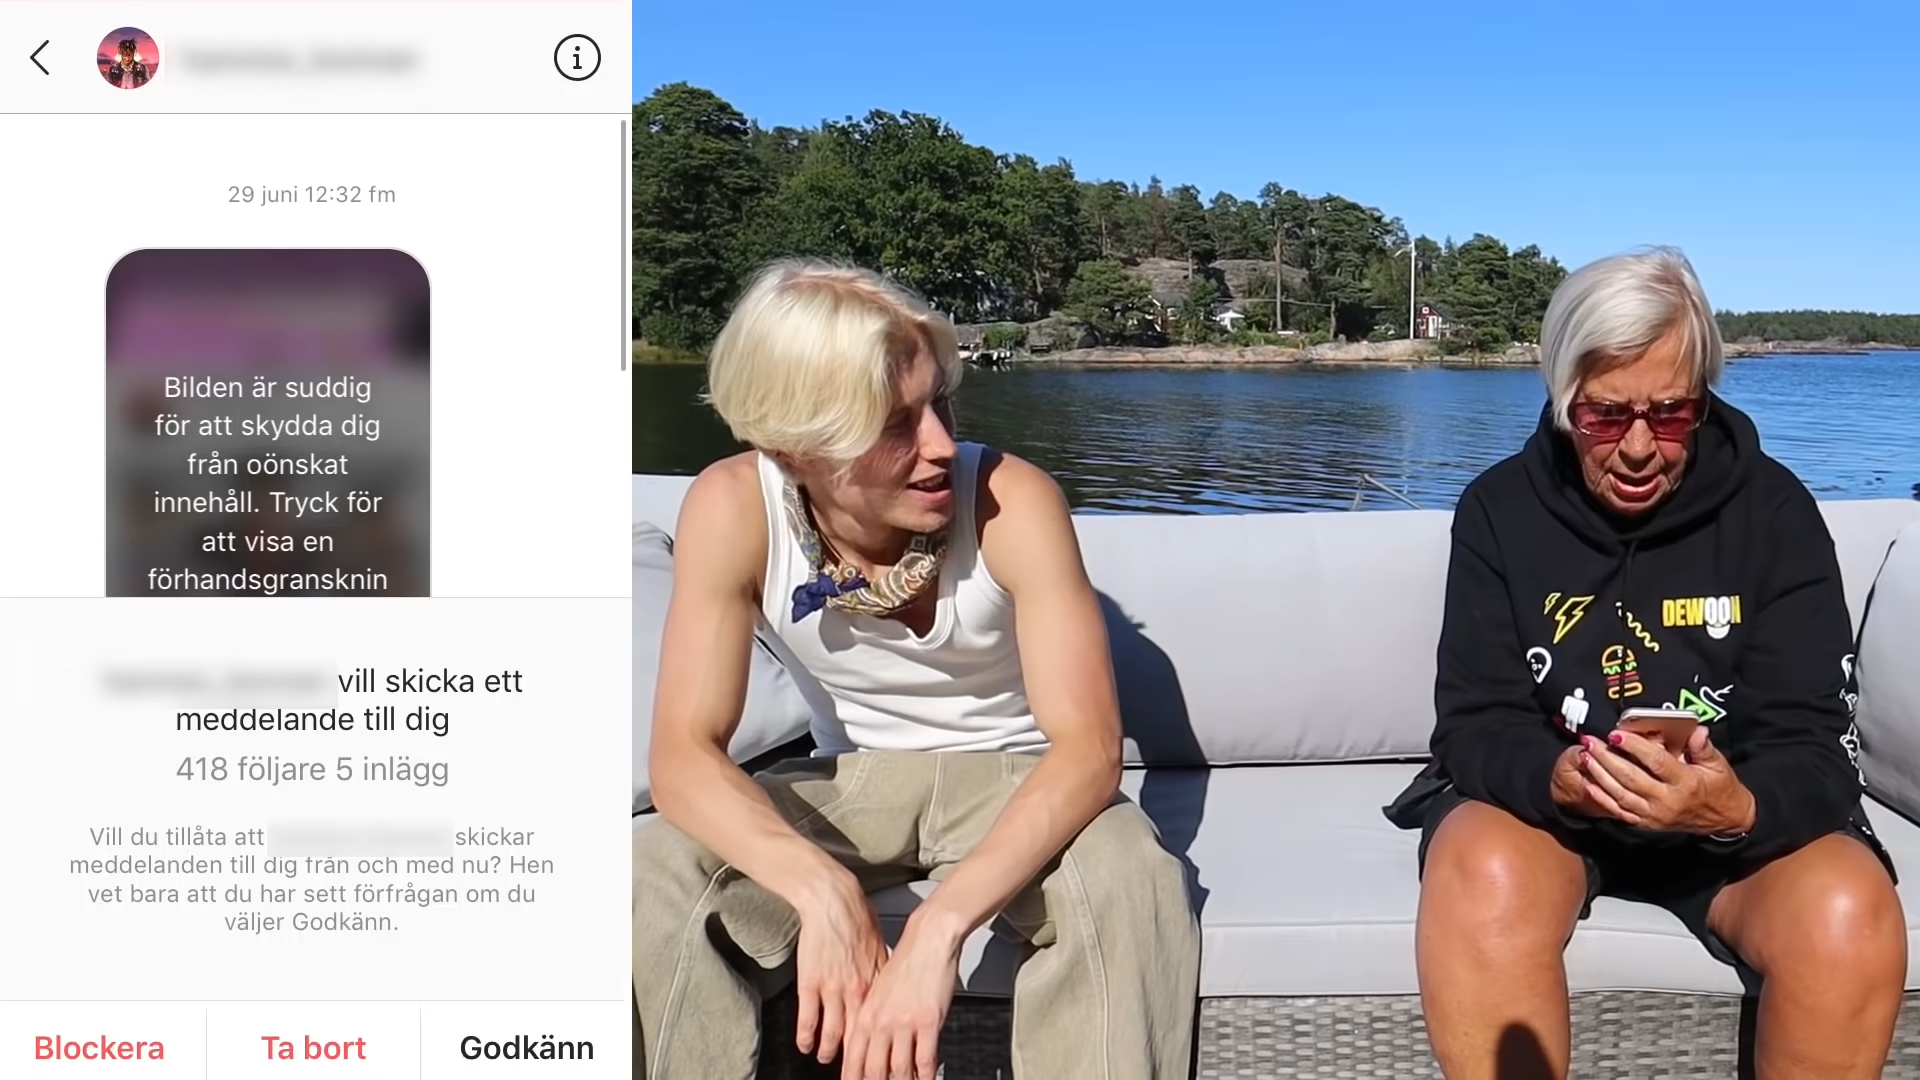 29 juni 12:32 fm
Bilden är suddig
för att skydda dig
från oönskat
innehåll. Tryck för
att visa en
förhandsgransknin
vill skicka ett
meddelande till dig
418 följare 5 inlägg
Vill du tillåta att skickar
meddelanden till dig från och med nu? Hen
vet bara att du har sett förfrågan om du
väljer Godkänn.
Blockera
Ta bort
Godkänn
DEWOON